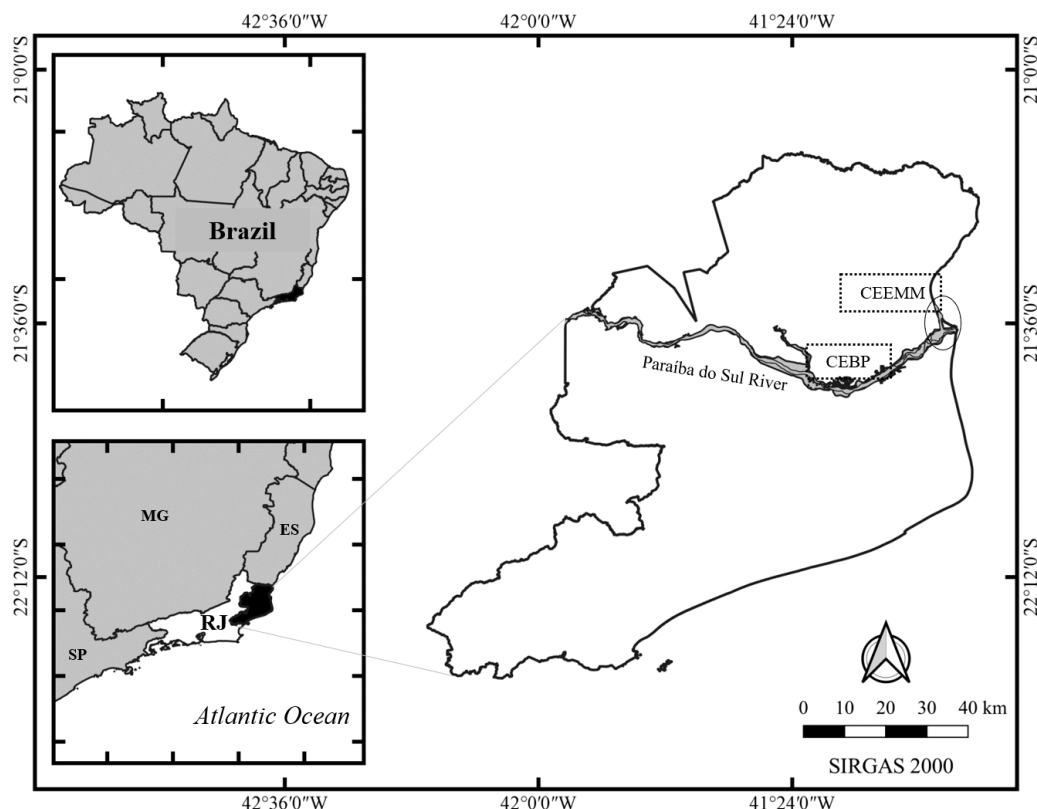 42°36′0″W 42°00′0″W 41°24′0″W
21°0′0″S
21°0′0″S
Brazil
CEEMM
21°36′0″S
21°36′0″S
CEBP
Paraíba do Sul River
MG
ES
22°12′0″S
22°12′0″S
RJ
SP
Atlantic Ocean
0 10 20 30 40 km
SIRGAS 2000
42°36′0″W 42°00′0″W 41°24′0″W